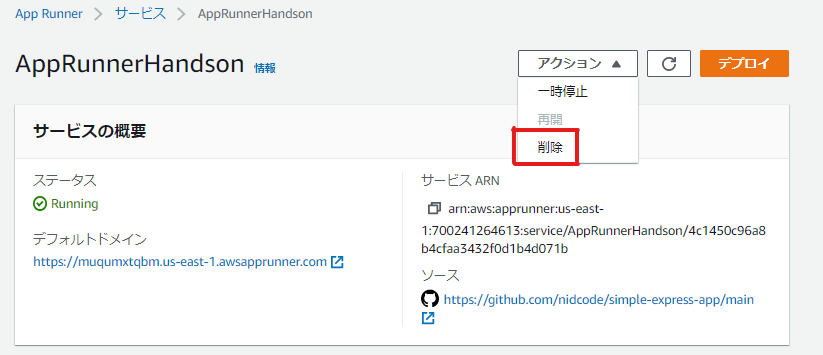 App Runner > サービス > AppRunnerHandson
AppRunnerHandson 情報
アクション
デプロイ
一時停止
再開
削除
サービスの概要
ステータス
Running
デフォルトドメイン
https://muqumxtqbm.us-east-1.awsapprunner.com
サービス ARN
arn:aws:apprunner:us-east-
1:700241264613:service/AppRunnerHandson/4c1450c96a8
b4cfaa3432f0d1b4d071b
ソース
https://github.com/nidcode/simple-express-app/main